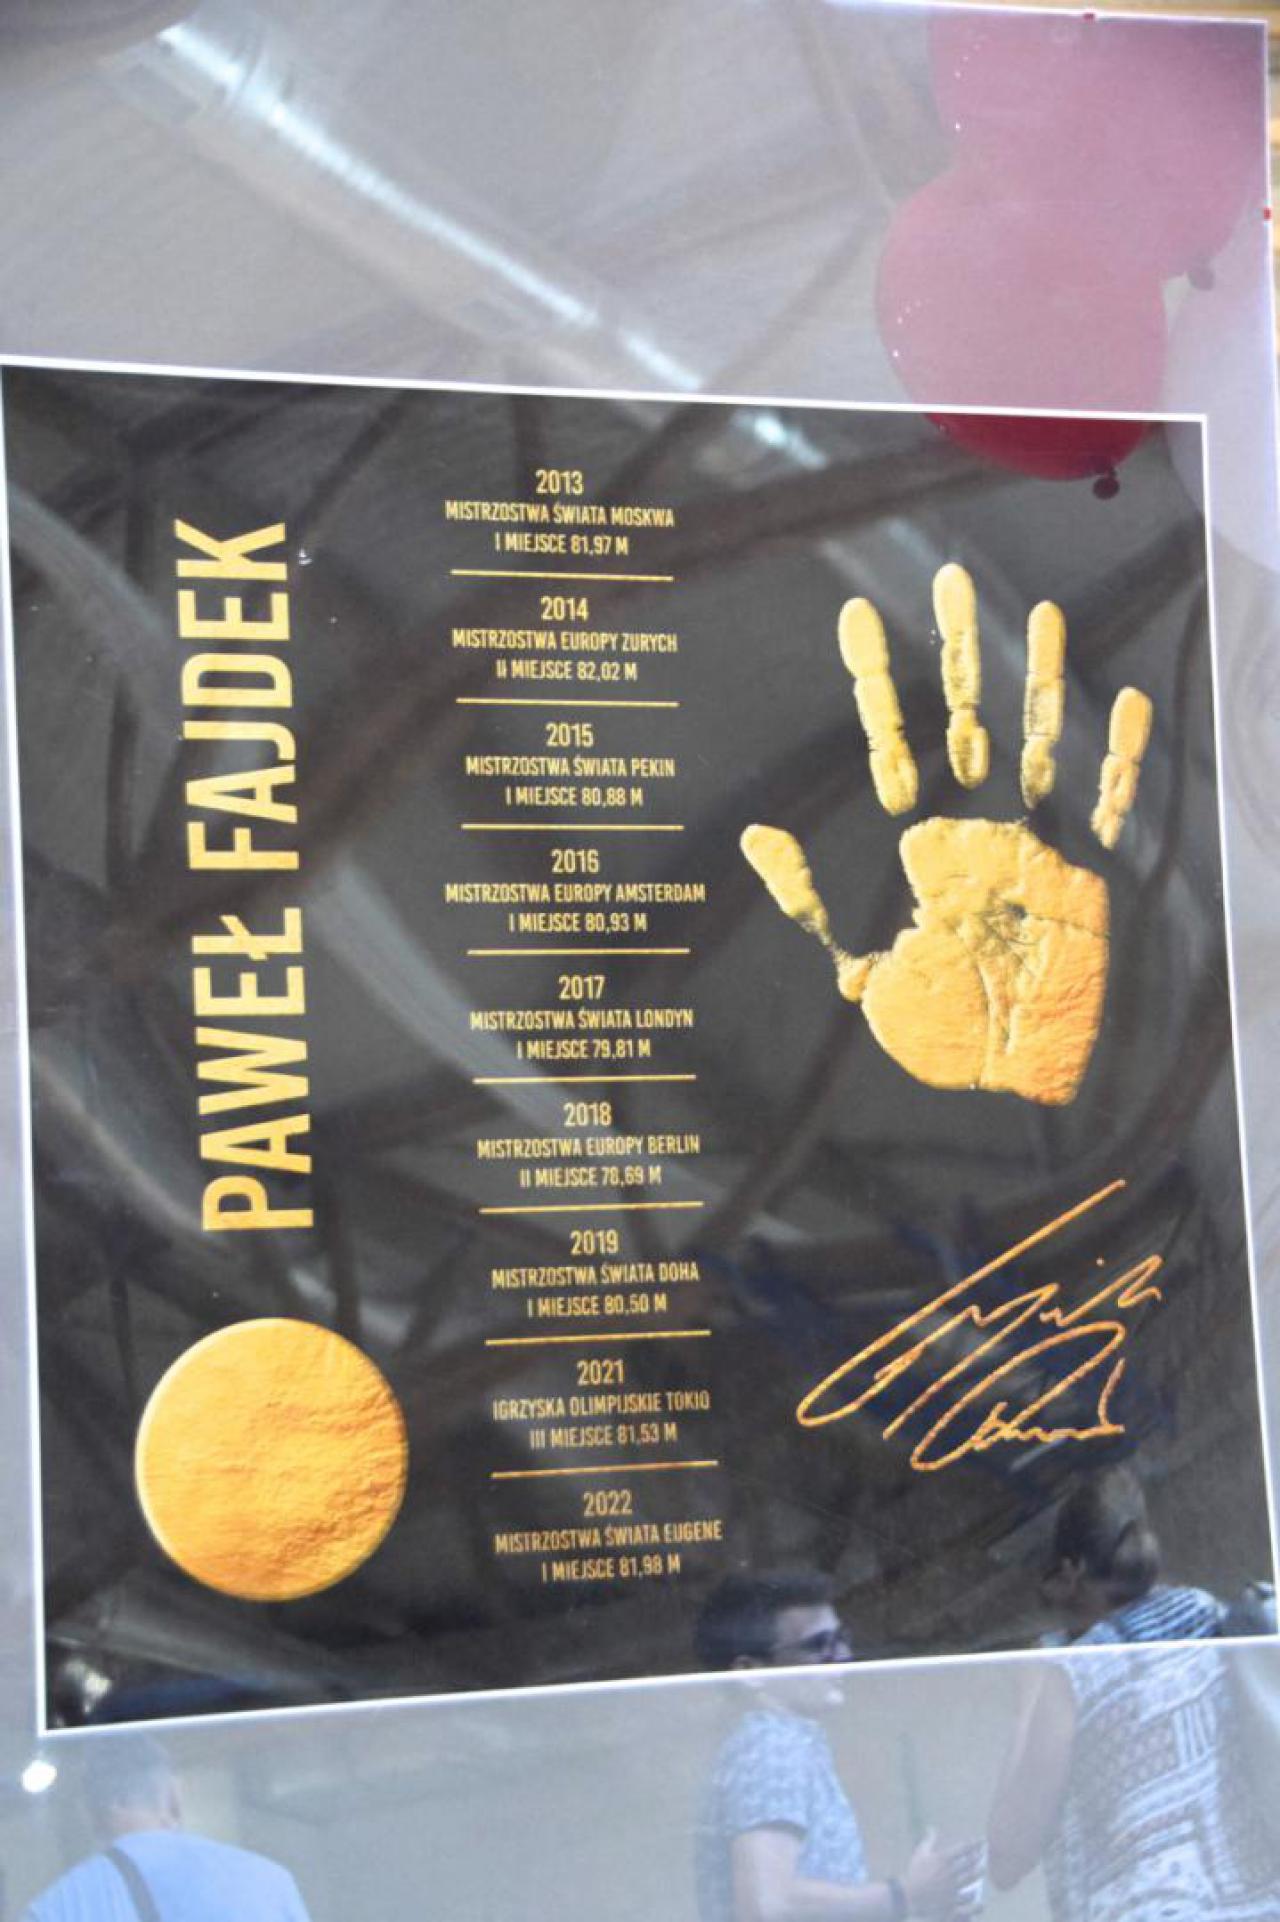 PAWEŁ FAJDEK
2013
MISTRZOSTWA ŚWIATA MOSKWA
I MIEJSCE 81,97 M
2014
MISTRZOSTWA EUROPY ZURYCH
II MIEJSCE 82,02 M
2015
MISTRZOSTWA ŚWIATA PEKIN
I MIEJSCE 80,88 M
2016
MISTRZOSTWA EUROPY AMSTERDAM
I MIEJSCE 80,93 M
2017
MISTRZOSTWA ŚWIATA LONDYN
I MIEJSCE 79,81 M
2018
MISTRZOSTWA EUROPY BERLIN
II MIEJSCE 78,69 M
2019
MISTRZOSTWA ŚWIATA DOHA
I MIEJSCE 80,50 M
2021
IGRZYSKA OLIMPIJSKIE TOKIO
III MIEJSCE 81,53 M
2022
MISTRZOSTWA ŚWIATA EUGENE
I MIEJSCE 81,98 M